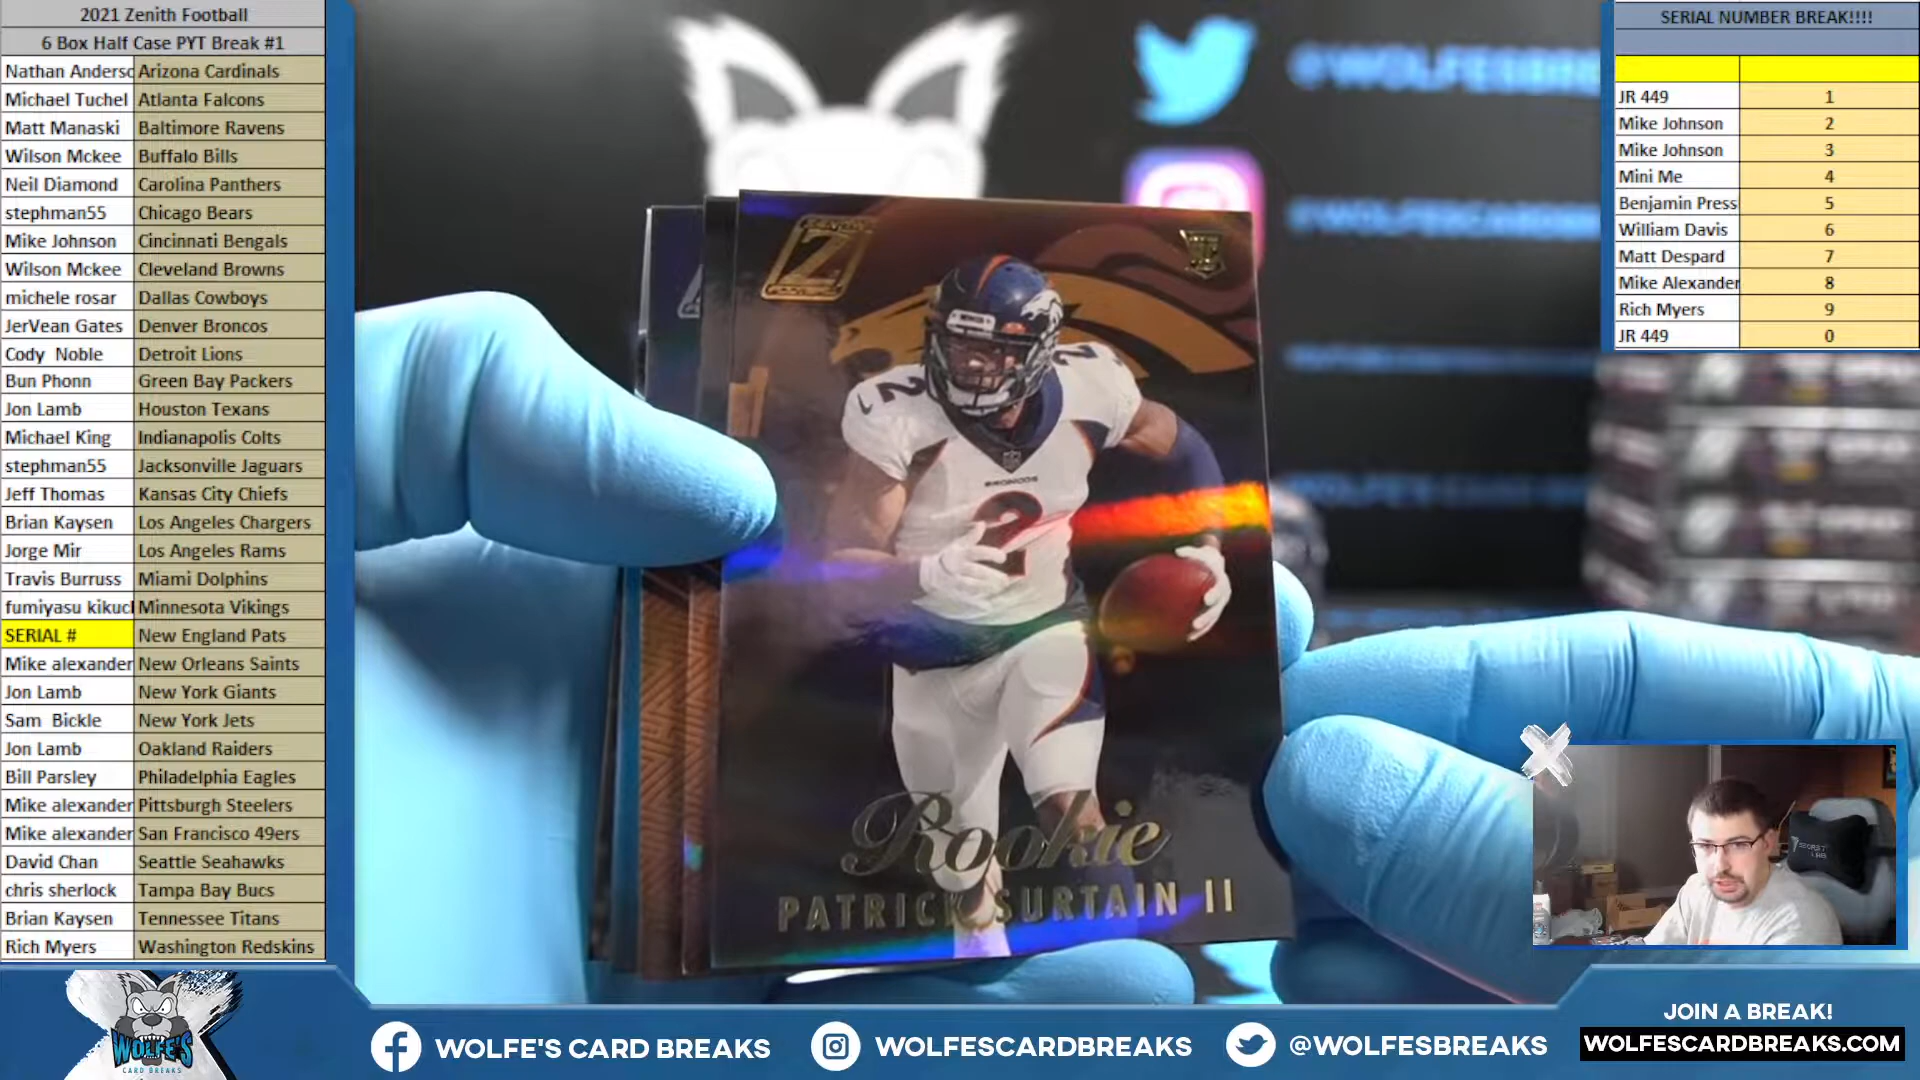 2021 Zenith Football
6 Box Half Case PYT Break #1
Nathan Anderso Arizona Cardinals
Michael Tuchel Atlanta Falcons
Matt Manaski Baltimore Ravens
Wilson Mckee Buffalo Bills
Neil Diamond Carolina Panthers
stephman55 Chicago Bears
Mike Johnson Cincinnati Bengals
Wilson Mckee Cleveland Browns
michele rosar Dallas Cowboys
JerVean Gates Denver Broncos
Cody Noble Detroit Lions
Bun Phonn Green Bay Packers
Jon Lamb Houston Texans
Michael King Indianapolis Colts
stephman55 Jacksonville Jaguars
Jeff Thomas Kansas City Chiefs
Brian Kaysen Los Angeles Chargers
Jorge Mir Los Angeles Rams
Travis Burruss Miami Dolphins
fumiyasu kikucl Minnesota Vikings
SERIAL # New England Pats
Mike alexander New Orleans Saints
Jon Lamb New York Giants
Sam Bickle New York Jets
Jon Lamb Oakland Raiders
Bill Parsley Philadelphia Eagles
Mike alexander Pittsburgh Steelers
Mike alexander San Francisco 49ers
David Chan Seattle Seahawks
chris sherlock Tampa Bay Bucs
Brian Kaysen Tennessee Titans
Rich Myers Washington Redskins
SERIAL NUMBER BREAK!!!!
JR 449 1
Mike Johnson 2
Mike Johnson 3
Mini Me 4
Benjamin Press 5
William Davis 6
Matt Despard 7
Mike Alexander 8
Rich Myers 9
JR 449 0
Z
2
2
BRONCOS
2
Rookie
PATRICK SURTAIN II
WOLFE'S
CARD BREAKS
WOLFE'S CARD BREAKS
WOLFESCARDBREAKS
@WOLFESBREAKS
JOIN A BREAK!
WOLFESCARDBREAKS.COM